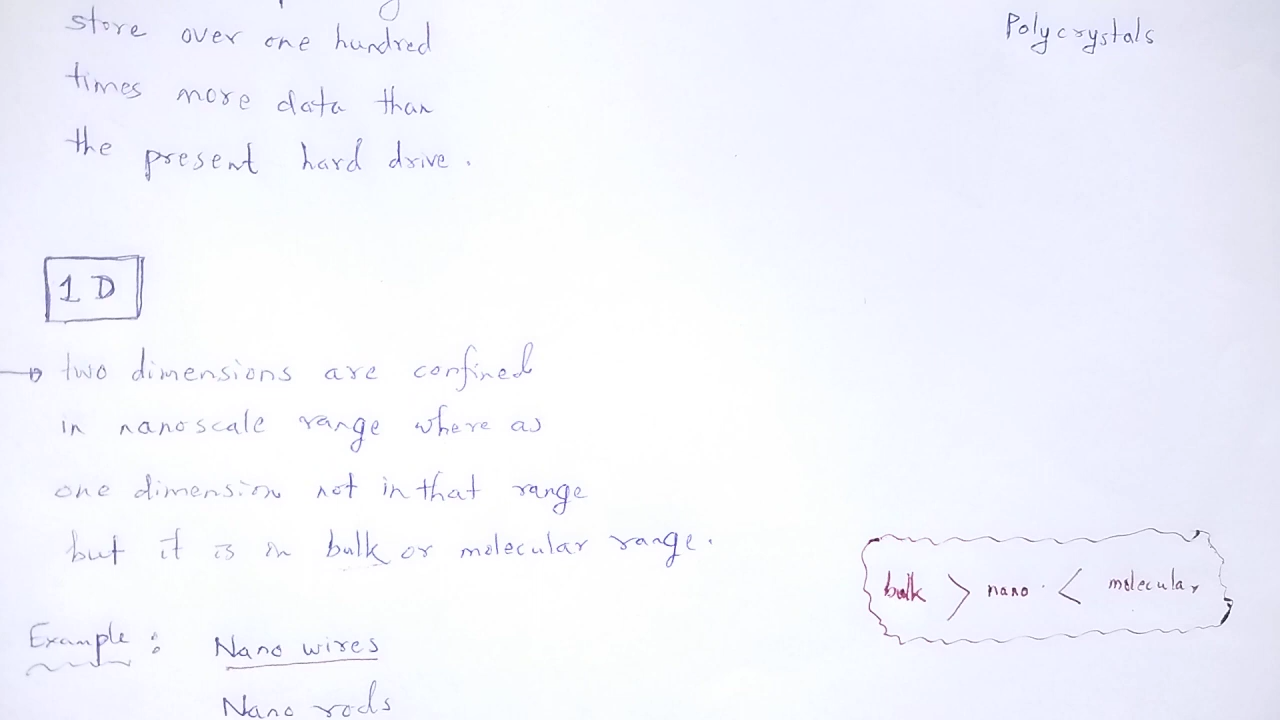 store over one hundred
times more data than
the present hard drive.
Polycrystals
1D
two dimensions are confined
in nanoscale range where as
one dimension not in that range
but it is in bulk or molecular range.
bulk > nano < molecular
Example:
Nano wires
Nano rods